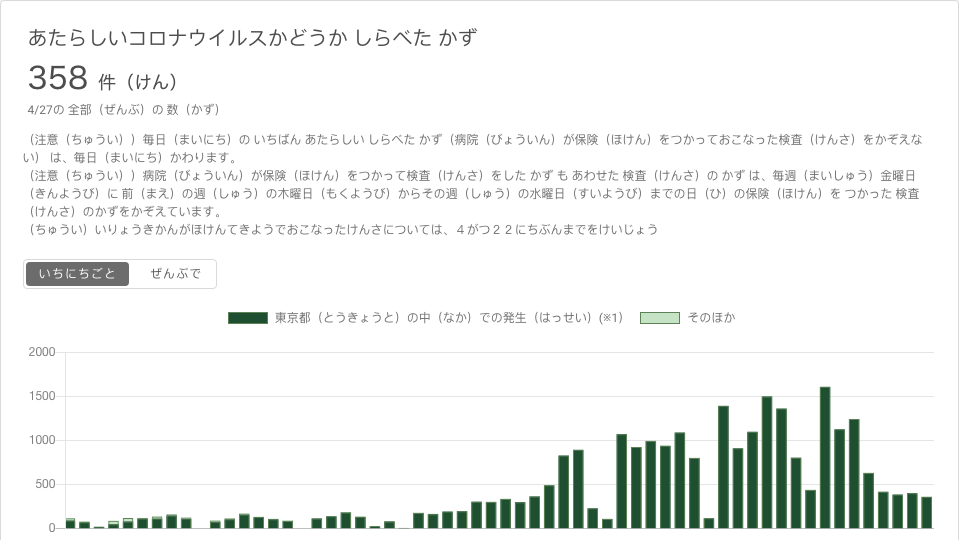 あたらしいコロナウイルスかどうか しらべた かず
358 件（けん）
4/27の 全部（ぜんぶ）の 数（かず）
（注意（ちゅうい））毎日（まいにち）の いちばん あたらしい しらべた かず（病院（びょういん）が保険（ほけん）をつかっておこなった検査（けんさ）をかぞえな
い） は、毎日（まいにち）かわります。
（注意（ちゅうい））病院（びょういん）が保険（ほけん）をつかって検査（けんさ）をした かず も あわせた 検査（けんさ）の かず は、毎週（まいしゅう）金曜日
（きんようび）に 前（まえ）の週（しゅう）の木曜日（もくようび）からその週（しゅう）の水曜日（すいようび）までの日（ひ）の保険（ほけん）を つかった 検査
（けんさ）のかずをかぞえています。
（ちゅうい）いりょうきかんがほけんてきようでおこなったけんさについては、４がつ２２にちぶんまでをけいじょう
いちにちごと ぜんぶで
東京都（とうきょうと）の中（なか）での発生（はっせい）(※1) そのほか
2000
1500
1000
500
0